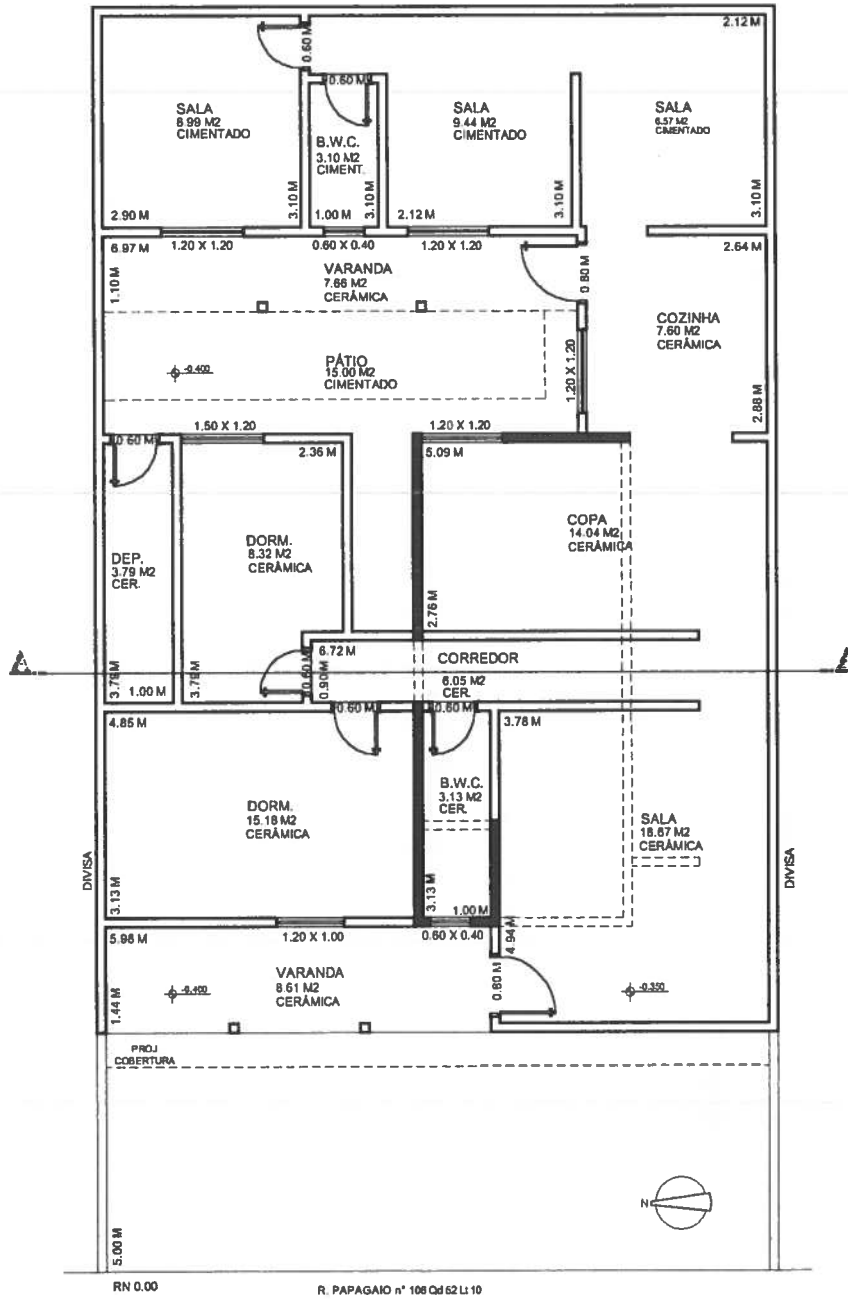 2.12 M
0.60 M
0.60 M
SALA
8.99 M2
CIMENTADO
B.W.C.
3.10 M2
CIMENT.
SALA
9.44 M2
CIMENTADO
SALA
6.57 M2
CIMENTADO
2.90 M
3.10 M
1.00 M
3.10 M
2.12 M
3.10 M
3.10 M
6.97 M
1.20 X 1.20
0.60 X 0.40
1.20 X 1.20
2.64 M
1.10 M
VARANDA
7.66 M2
CERÂMICA
0.80 M
COZINHA
7.60 M2
CERÂMICA
PÁTIO
15.00 M2
CIMENTADO
-0.400
1.20 X 1.20
2.88 M
0.60 M
1.50 X 1.20
2.36 M
1.20 X 1.20
5.09 M
DEP.
3.79 M2
CER.
DORM.
8.32 M2
CERÂMICA
COPA
14.04 M2
CERÂMICA
2.76 M
3.79 M
1.00 M
3.79 M
0.60 M
6.72 M
0.90 M
CORREDOR
6.05 M2
CER.
A
A
4.85 M
0.60 M
0.60 M
3.78 M
DORM.
15.18 M2
CERÂMICA
B.W.C.
3.13 M2
CER.
SALA
18.67 M2
CERÂMICA
DIVISA
DIVISA
3.13 M
3.13 M
1.00 M
5.98 M
1.20 X 1.00
0.60 X 0.40
4.94 M
VARANDA
8.61 M2
CERÂMICA
-0.400
1.44 M
0.80 M
-0.350
PROJ
COBERTURA
N
5.00 M
RN 0.00
R. PAPAGAIO n° 108 Qd 62 Lt 10